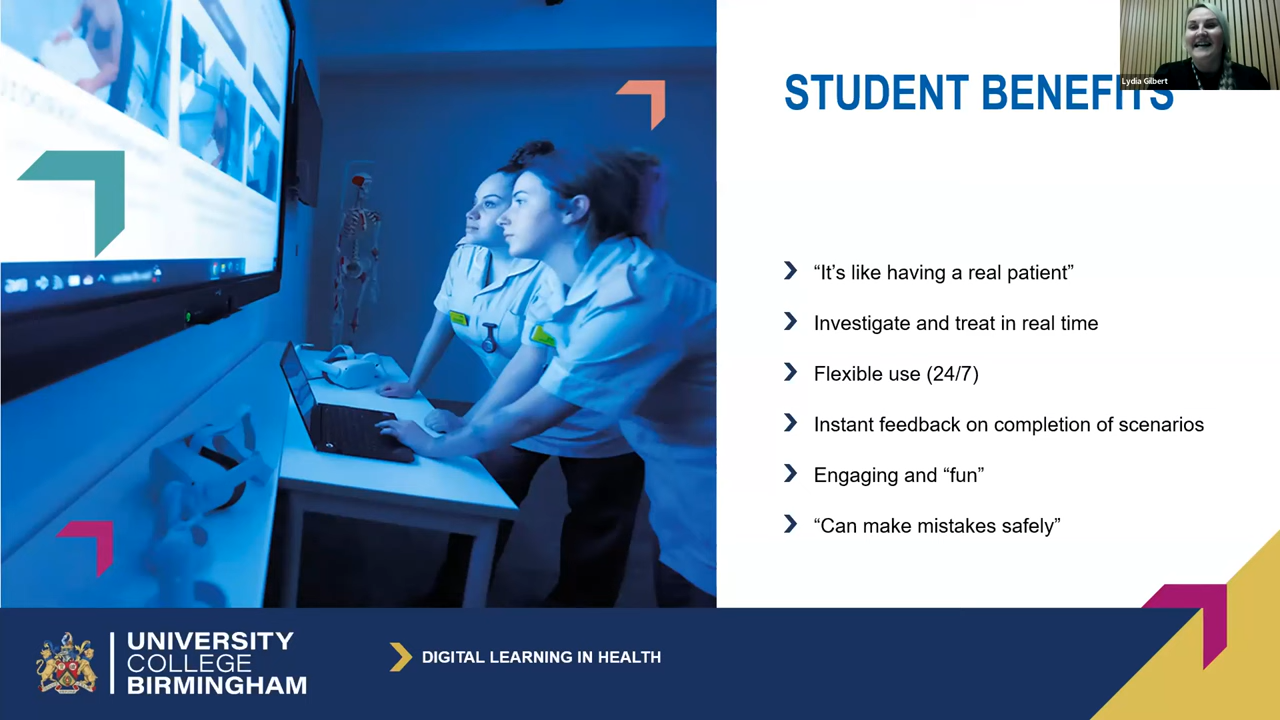 Lydia Gilbert
STUDENT BENEFITS
“It’s like having a real patient”
Investigate and treat in real time
Flexible use (24/7)
Instant feedback on completion of scenarios
Engaging and “fun”
“Can make mistakes safely”
UNIVERSITY
COLLEGE
BIRMINGHAM
DIGITAL LEARNING IN HEALTH